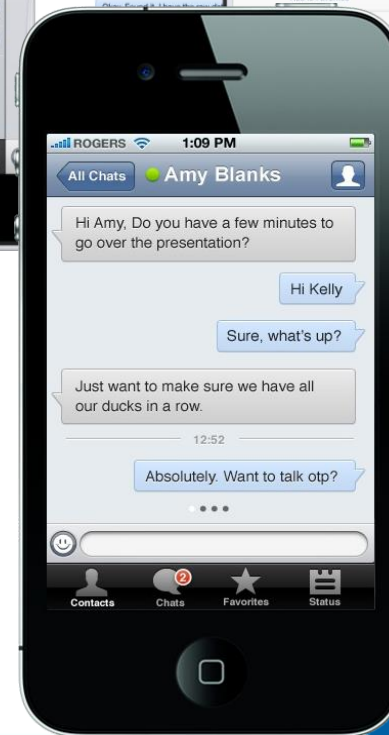 ROGERS 1:09 PM
All Chats Amy Blanks
Hi Amy, Do you have a few minutes to
go over the presentation?
Hi Kelly
Sure, what's up?
Just want to make sure we have all
our ducks in a row.
12:52
Absolutely. Want to talk otp?
2
Contacts Chats Favorites Status